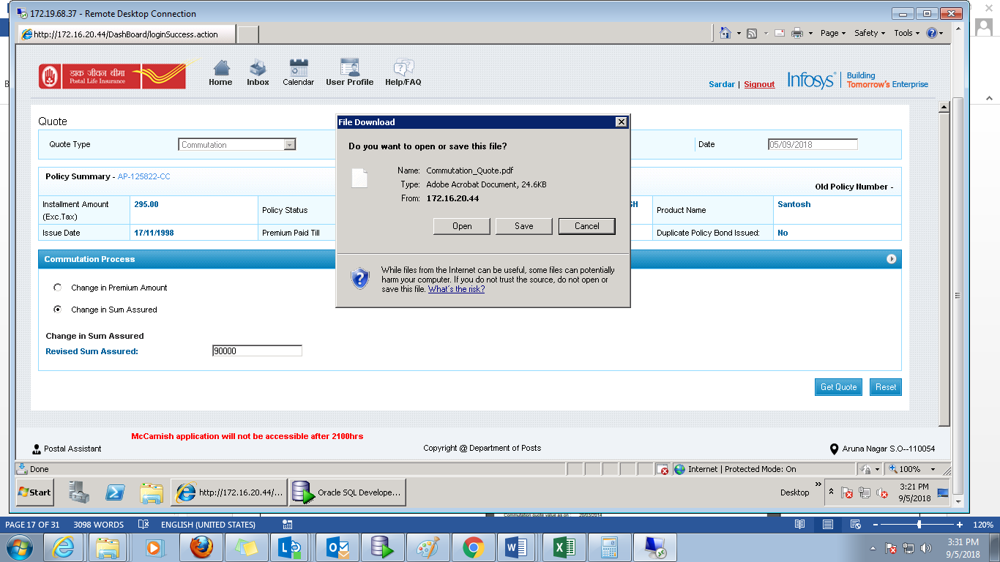 172.19.68.37 - Remote Desktop Connection
http://172.16.20.44/DashBoard/loginSuccess.action
Page
Safety
Tools
डाक जीवन बीमा
Postal Life Insurance
Home
Inbox
Calendar
User Profile
Help/FAQ
Sardar | Signout
Infosys
Building
Tomorrow's Enterprise
Quote
Quote Type
Commutation
Date
05/09/2018
Policy Summary - AP-125822-CC
Old Policy Number -
Installment Amount
(Exc.Tax)
295.00
Policy Status
SH
Product Name
Santosh
Issue Date
17/11/1998
Premium Paid Till
Duplicate Policy Bond Issued:
No
Commutation Process
Change in Premium Amount
Change in Sum Assured
Change in Sum Assured
Revised Sum Assured:
90000
Get Quote
Reset
File Download
Do you want to open or save this file?
Name: Commutation_Quote.pdf
Type: Adobe Acrobat Document, 24.6KB
From: 172.16.20.44
Open
Save
Cancel
While files from the Internet can be useful, some files can potentially
harm your computer. If you do not trust the source, do not open or
save this file. What's the risk?
McCamish application will not be accessible after 2100hrs
Postal Assistant
Copyright @ Department of Posts
Aruna Nagar S.O--110054
Done
Internet | Protected Mode: On
100%
Start
http://172.16.20.44/...
Oracle SQL Develope...
Desktop
3:21 PM
9/5/2018
Commutation quote value as on : 20/03/2014
PAGE 17 OF 31
3098 WORDS
ENGLISH (UNITED STATES)
120%
3:31 PM
9/5/2018